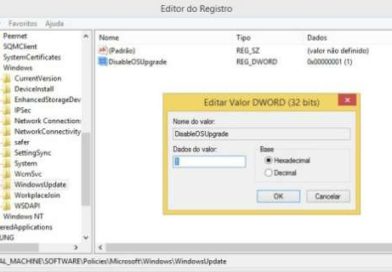 Editor do Registro
Favoritos Ajuda
Peernet
SQMClient
SystemCertificates
Windows
CurrentVersion
DeviceInstall
EnhancedStorageDev
IPSec
Network Connection
NetworkConnectivity
safer
SettingSync
System
WcmSvc
WindowsUpdate
WorkplaceJoin
WSDAPI
Windows NT
eredApplications
UNG
Nome Tipo Dados
(Padrão) REG_SZ (valor não definido)
DisableOSUpgrade REG_DWORD 0x00000001 (1)
Editar Valor DWORD (32 bits)
Nome do valor:
DisableOSUpgrade
Dados do valor:
1
Base
Hexadecimal
Decimal
OK Cancelar
AL_MACHINE\SOFTWARE\Policies\Microsoft\Windows\WindowsUpdate